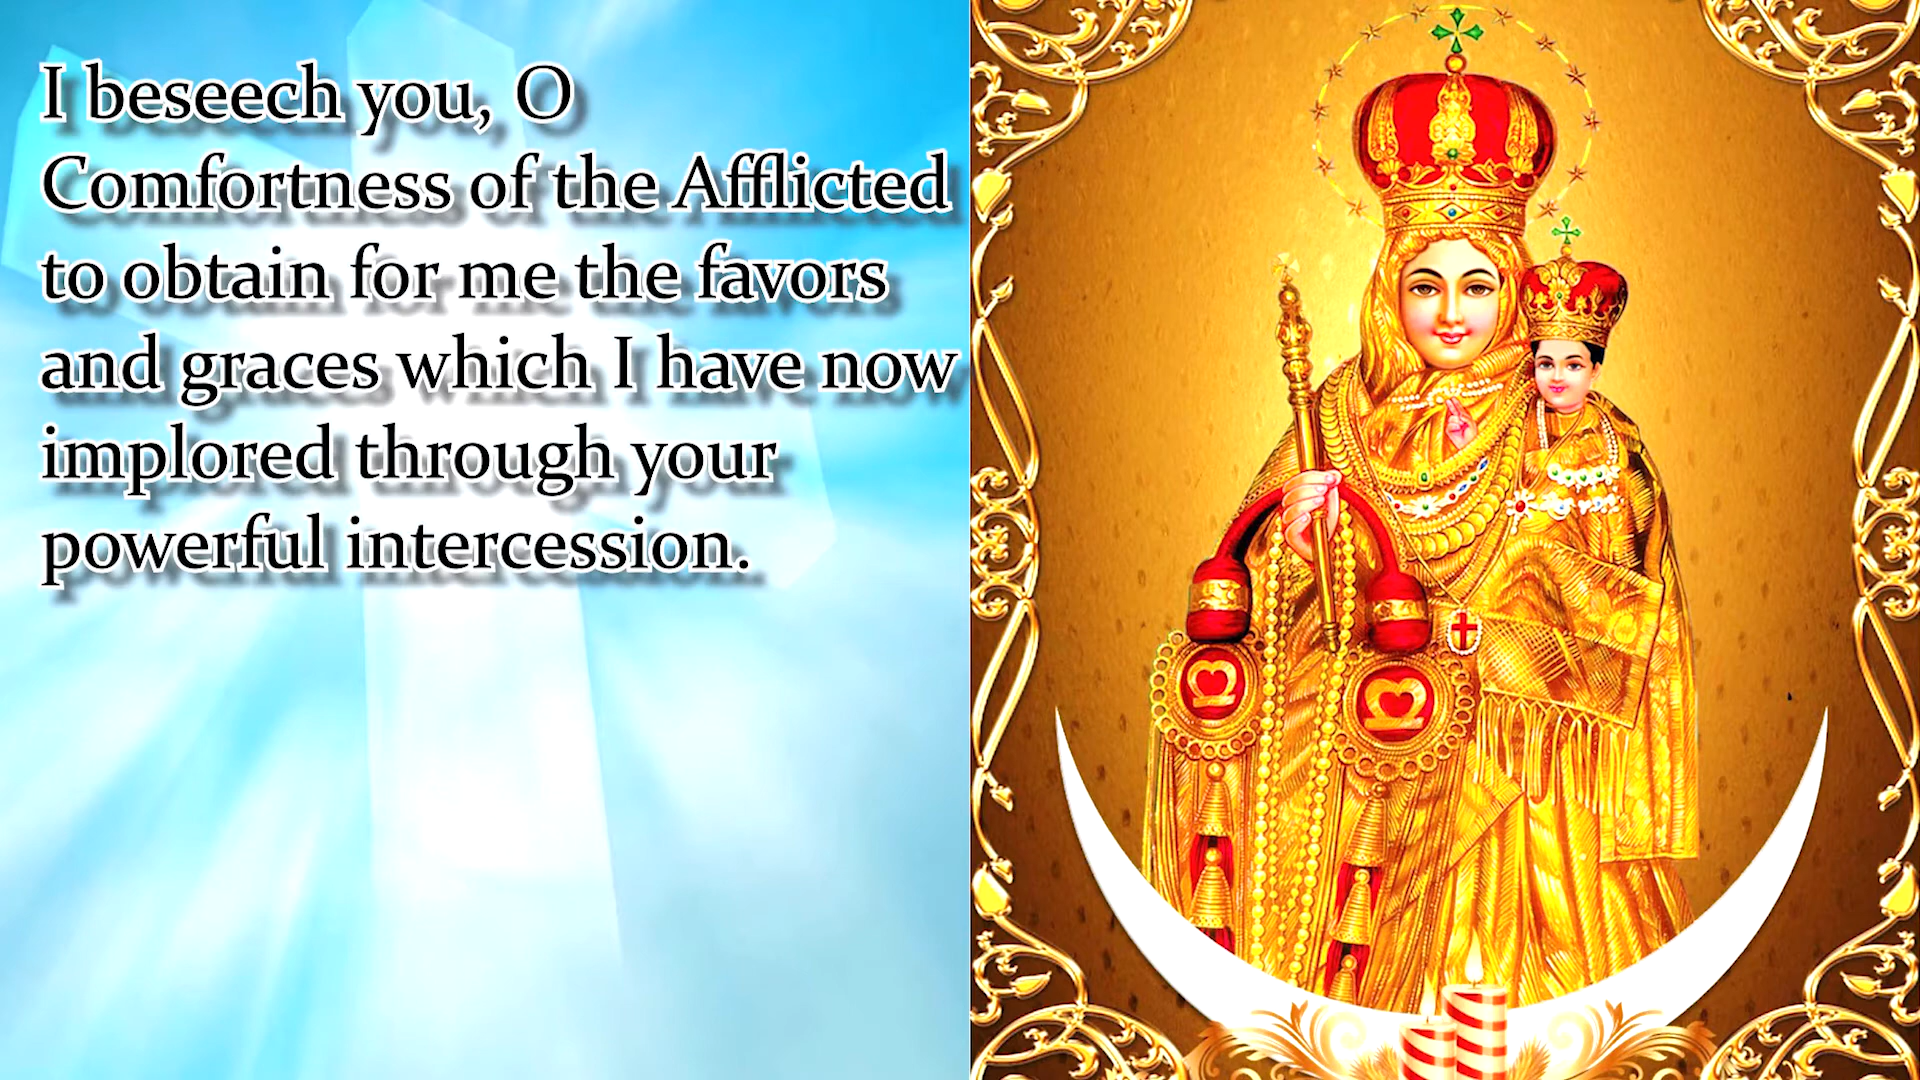 I beseech you, O
Comfortness of the Afflicted
to obtain for me the favors
and graces which I have now
implored through your
powerful intercession.